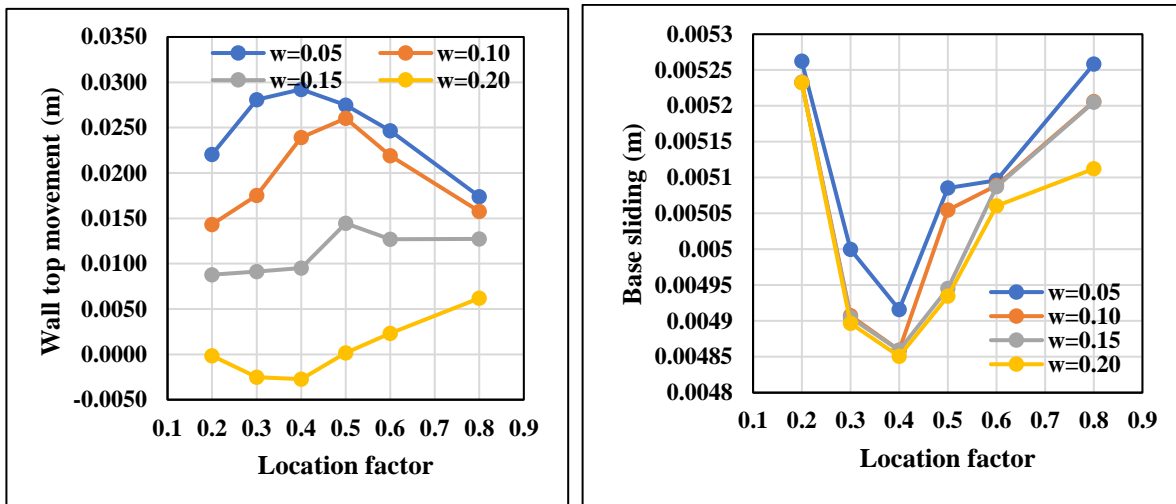 Wall top movement (m)
0.0350
0.0300
0.0250
0.0200
0.0150
0.0100
0.0050
0.0000
-0.0050
w=0.05 w=0.10
w=0.15 w=0.20
0.1 0.2 0.3 0.4 0.5 0.6 0.7 0.8 0.9
Location factor
Base sliding (m)
0.0053
0.00525
0.0052
0.00515
0.0051
0.00505
0.005
0.00495
0.0049
0.00485
0.0048
w=0.05
w=0.10
w=0.15
w=0.20
0.1 0.2 0.3 0.4 0.5 0.6 0.7 0.8 0.9
Location factor